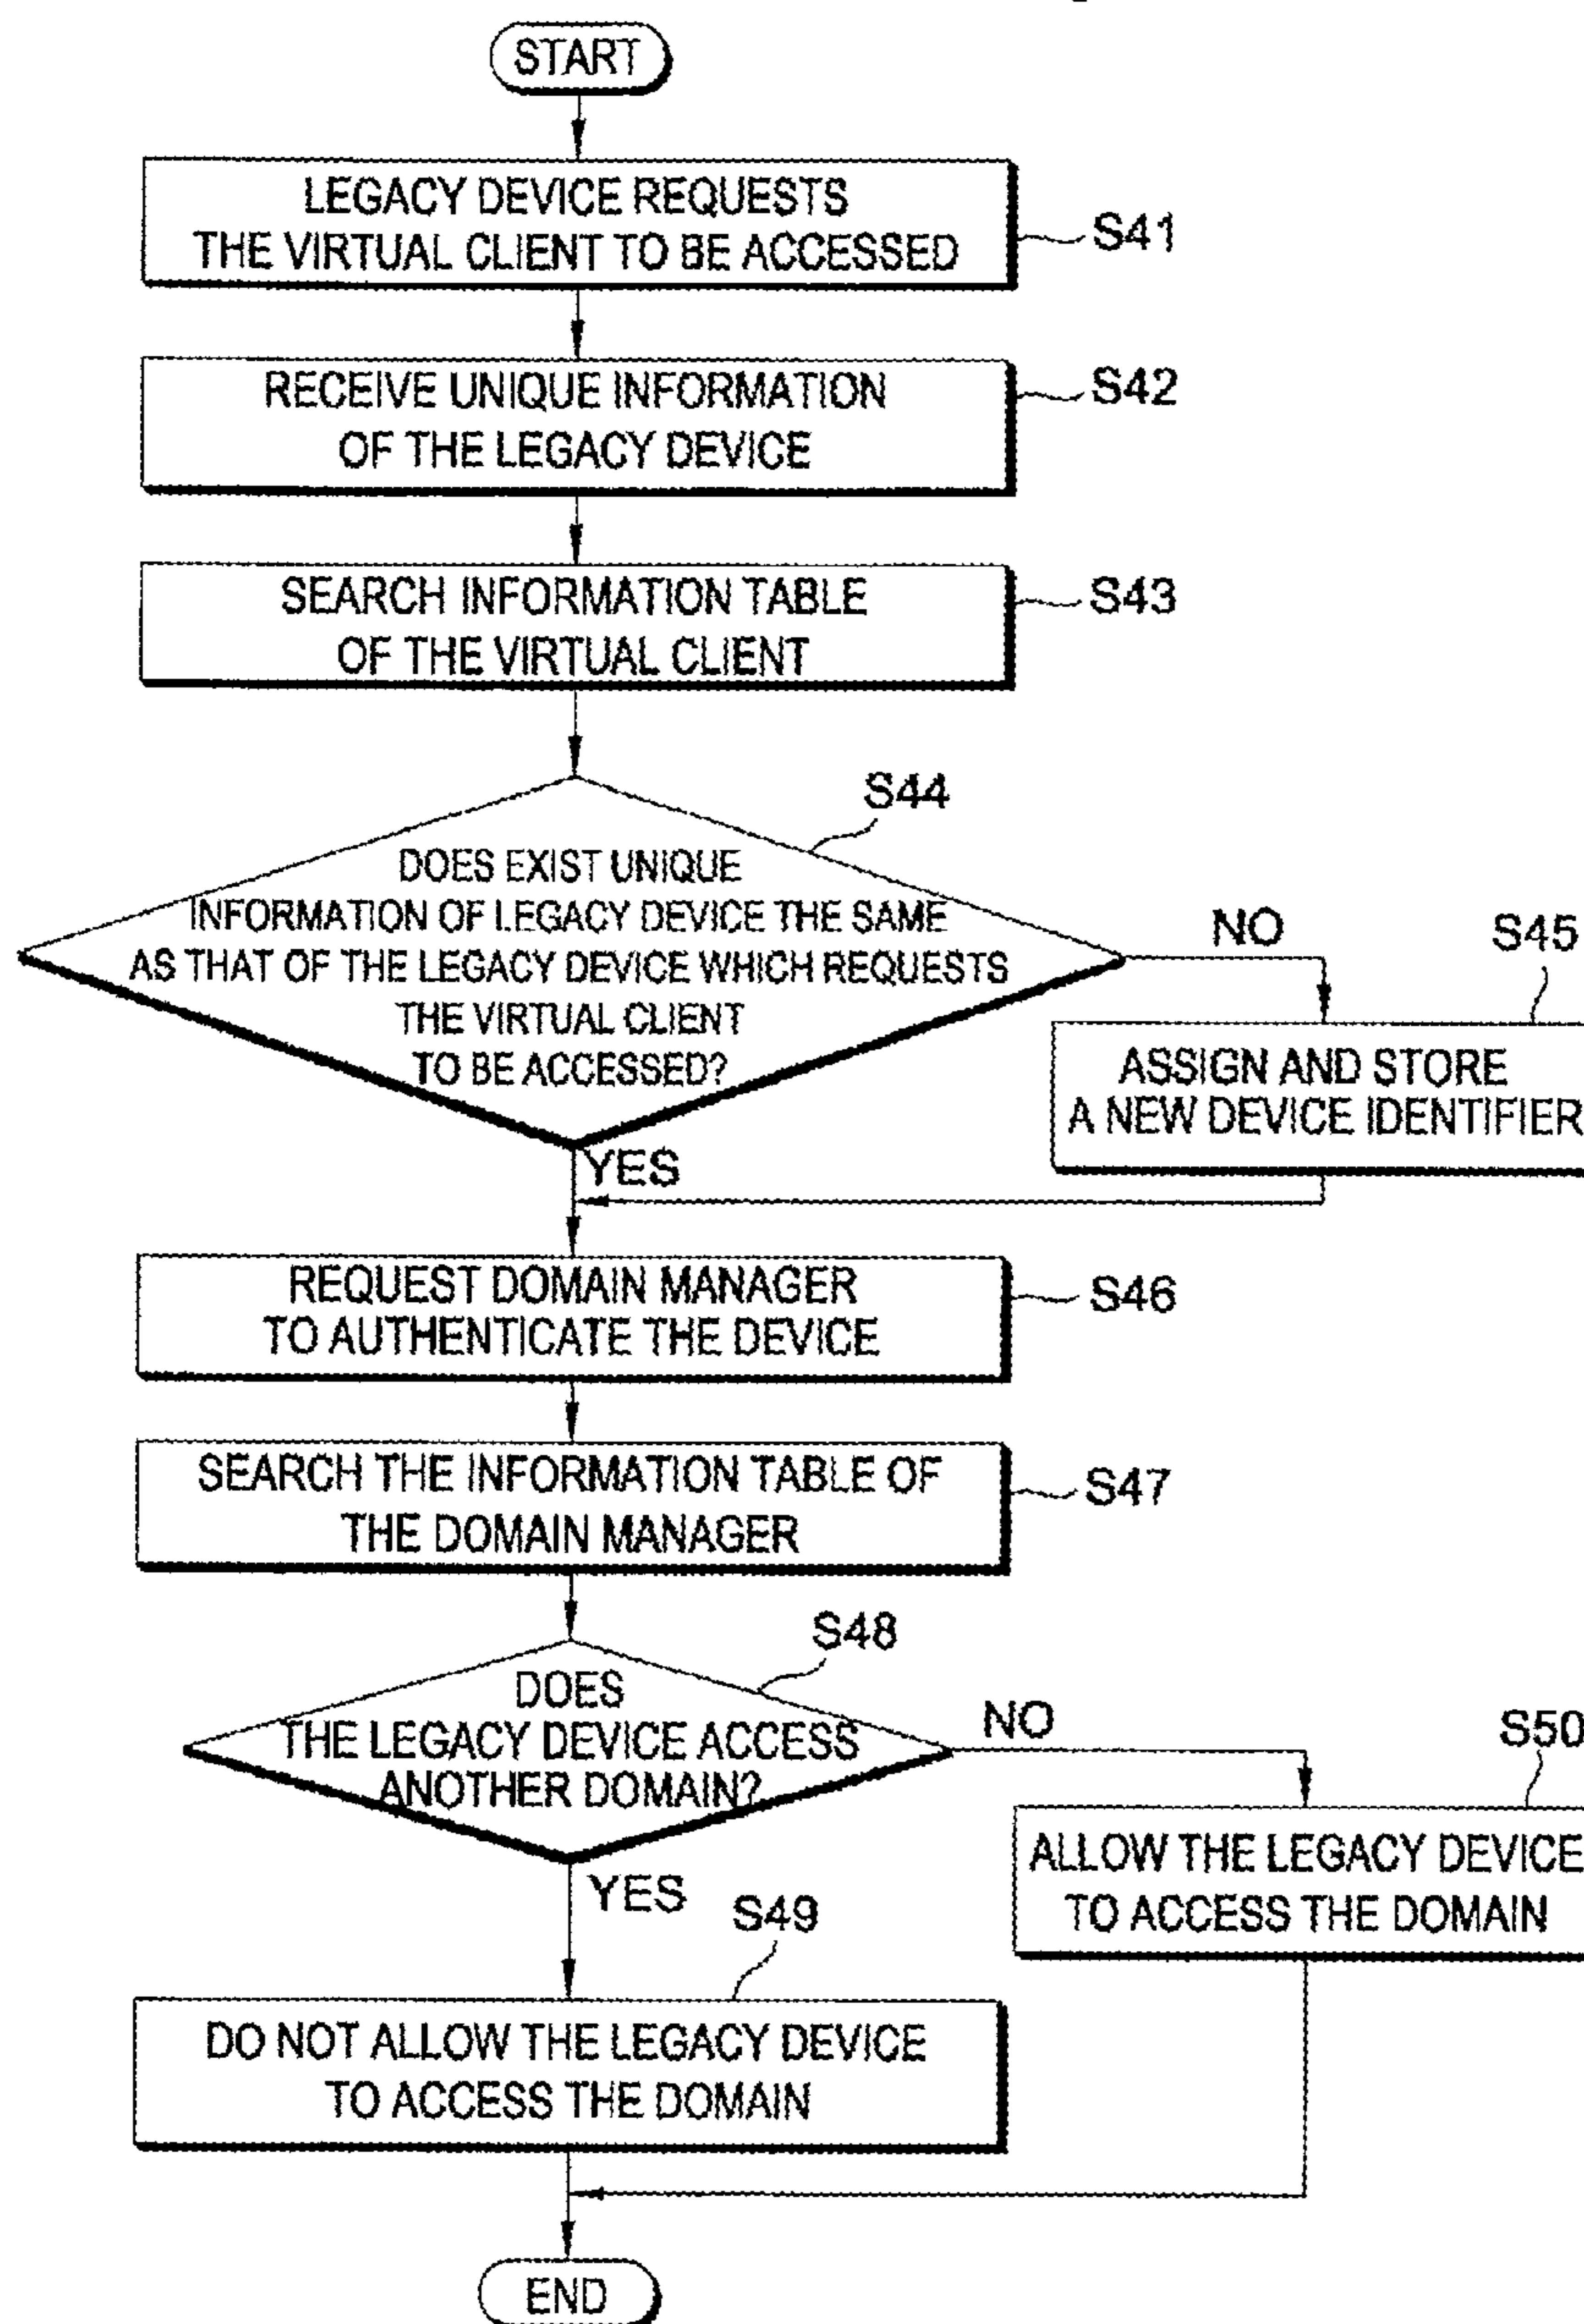 START
LEGACY DEVICE REQUESTS
THE VIRTUAL CLIENT TO BE ACCESSED
S41
RECEIVE UNIQUE INFORMATION
OF THE LEGACY DEVICE
S42
SEARCH INFORMATION TABLE
OF THE VIRTUAL CLIENT
S43
S44
DOES EXIST UNIQUE
INFORMATION OF LEGACY DEVICE THE SAME
AS THAT OF THE LEGACY DEVICE WHICH REQUESTS
THE VIRTUAL CLIENT
TO BE ACCESSED?
NO
S45
ASSIGN AND STORE
A NEW DEVICE IDENTIFIER
YES
REQUEST DOMAIN MANAGER
TO AUTHENTICATE THE DEVICE
S46
SEARCH THE INFORMATION TABLE OF
THE DOMAIN MANAGER
S47
S48
DOES
THE LEGACY DEVICE ACCESS
ANOTHER DOMAIN?
NO
S50
ALLOW THE LEGACY DEVICE
TO ACCESS THE DOMAIN
YES
S49
DO NOT ALLOW THE LEGACY DEVICE
TO ACCESS THE DOMAIN
END